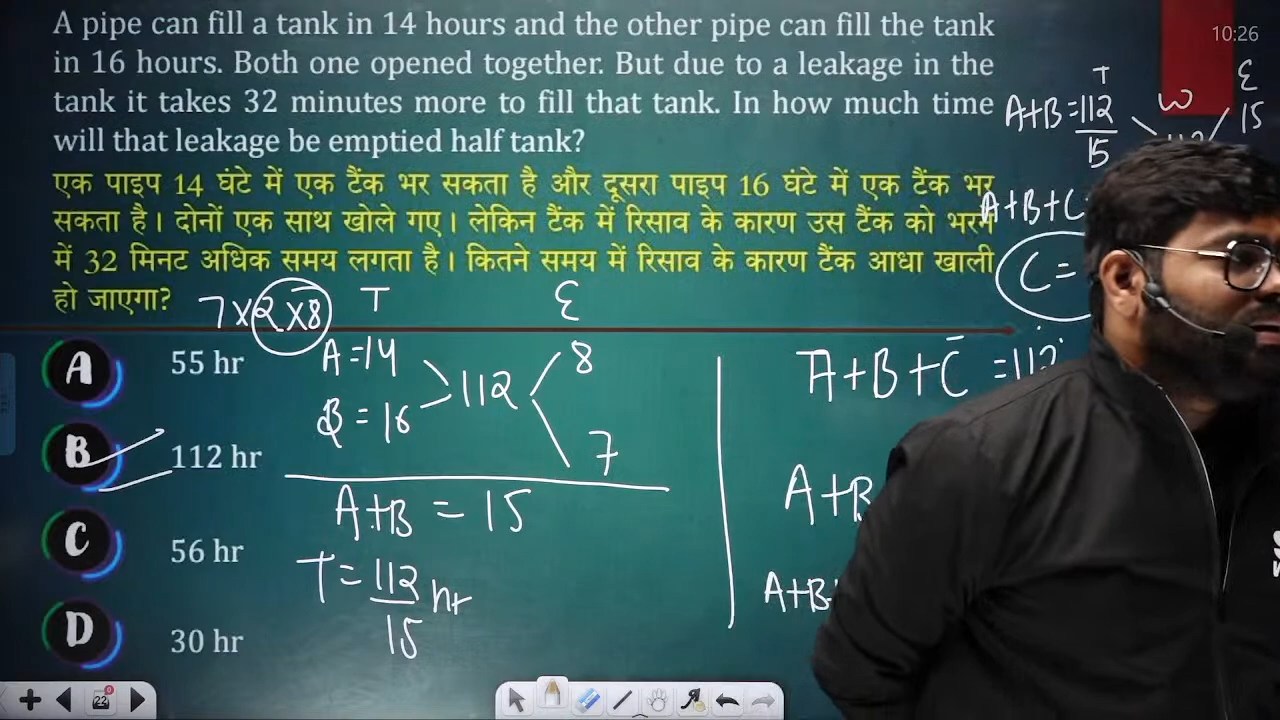 A pipe can fill a tank in 14 hours and the other pipe can fill the tank
in 16 hours. Both one opened together. But due to a leakage in the
tank it takes 32 minutes more to fill that tank. In how much time
will that leakage be emptied half tank?
एक पाइप 14 घंटे में एक टैंक भर सकता है और दूसरा पाइप 16 घंटे में एक टैंक भर
सकता है। दोनों एक साथ खोले गए। लेकिन टैंक में रिसाव के कारण उस टैंक को भरने
में 32 मिनट अधिक समय लगता है। कितने समय में रिसाव के कारण टैंक आधा खाली
हो जाएगा?
10:26
T
W
ε
A+B=112/15
15
A+B+C
C=
7×2×8
T
ε
A=14
B=16
112
8
7
A+B = 15
T=112/15 hr
A+B+C =112
A+B
A+B
A 55 hr
B 112 hr
C 56 hr
D 30 hr
22